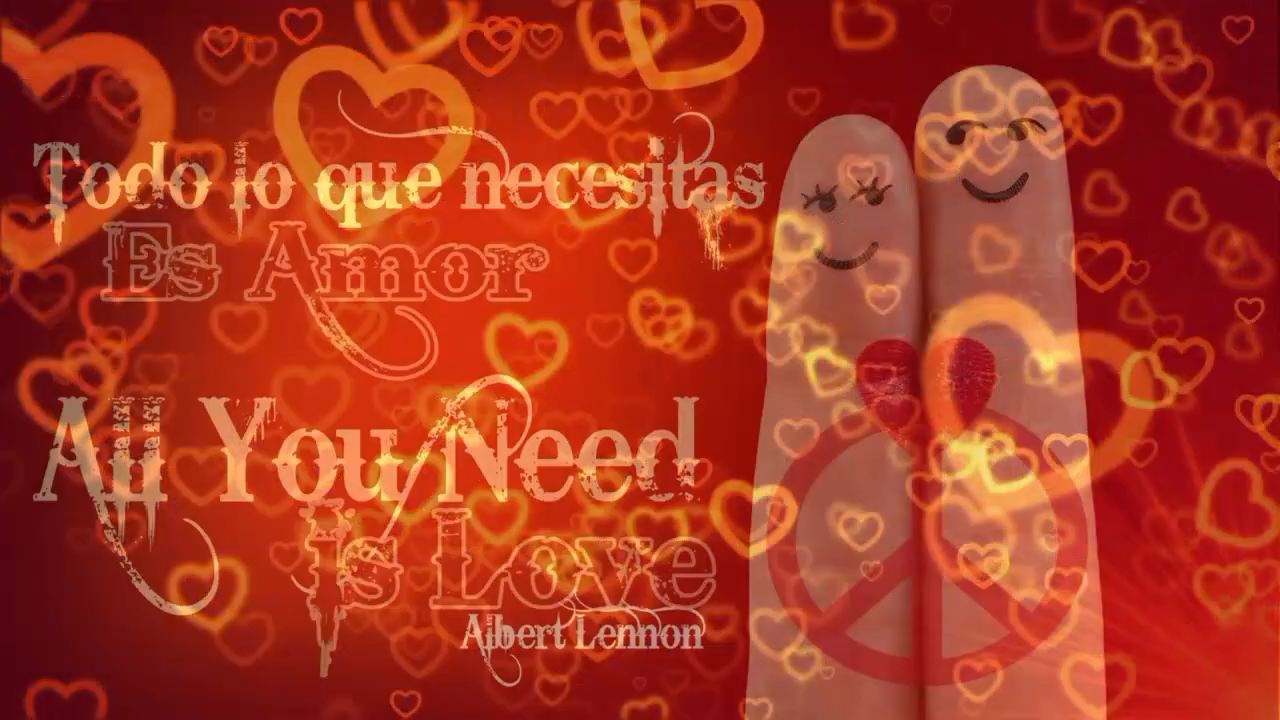 Todo lo que necesitas
Es Amor
All You Need
Is Love
Albert Lennon